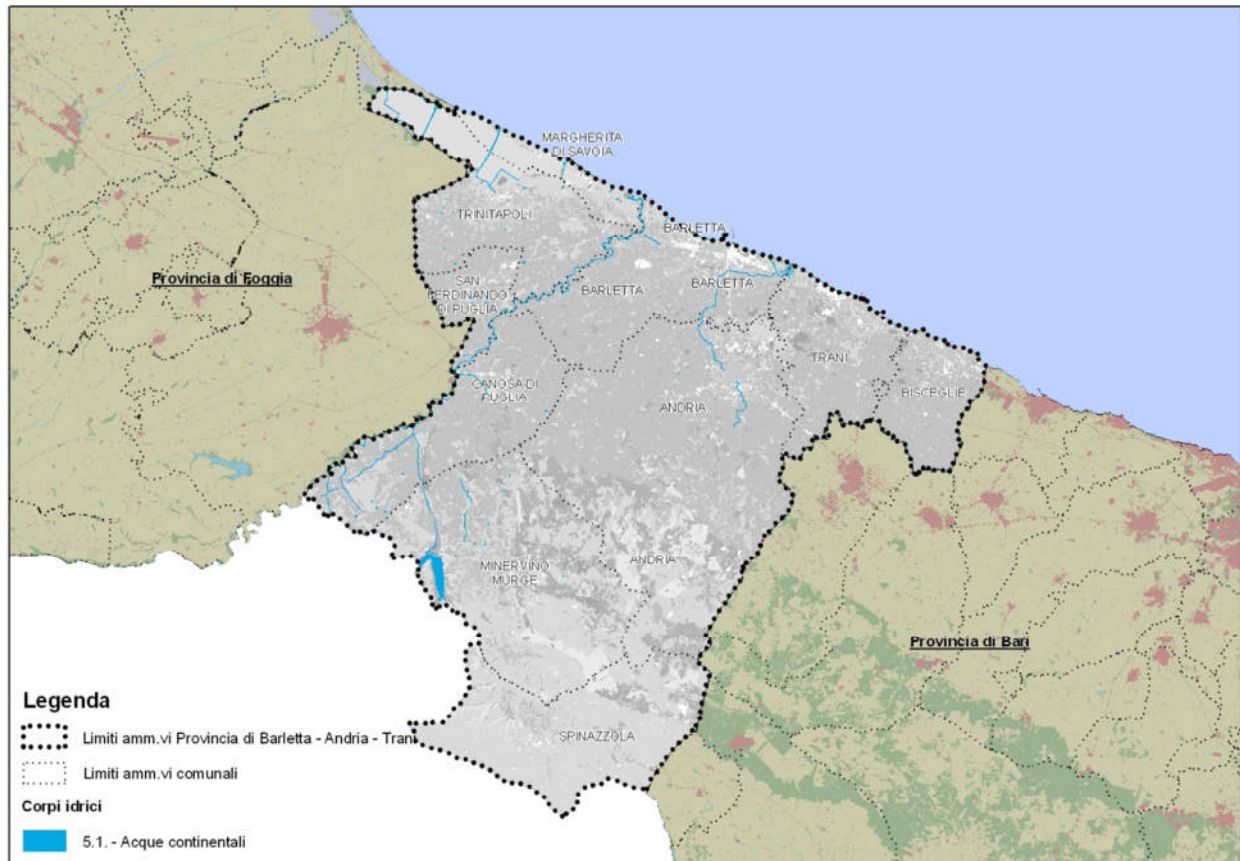 MARGHERITA
DI SAVOIA
TRINITAPOLI
BARLETTA
Provincia di Foggia
SAN
FERDINANDO
DI PUGLIA
BARLETTA
BARLETTA
TRANI
CANOSA DI
PUGLIA
BISCEGLIE
ANDRIA
MINERVINO
MURGE
ANDRIA
Provincia di Bari
SPINAZZOLA
Legenda
Limiti amm.vi Provincia di Barletta - Andria - Trani
Limiti amm.vi comunali
Corpi idrici
5.1. - Acque continentali